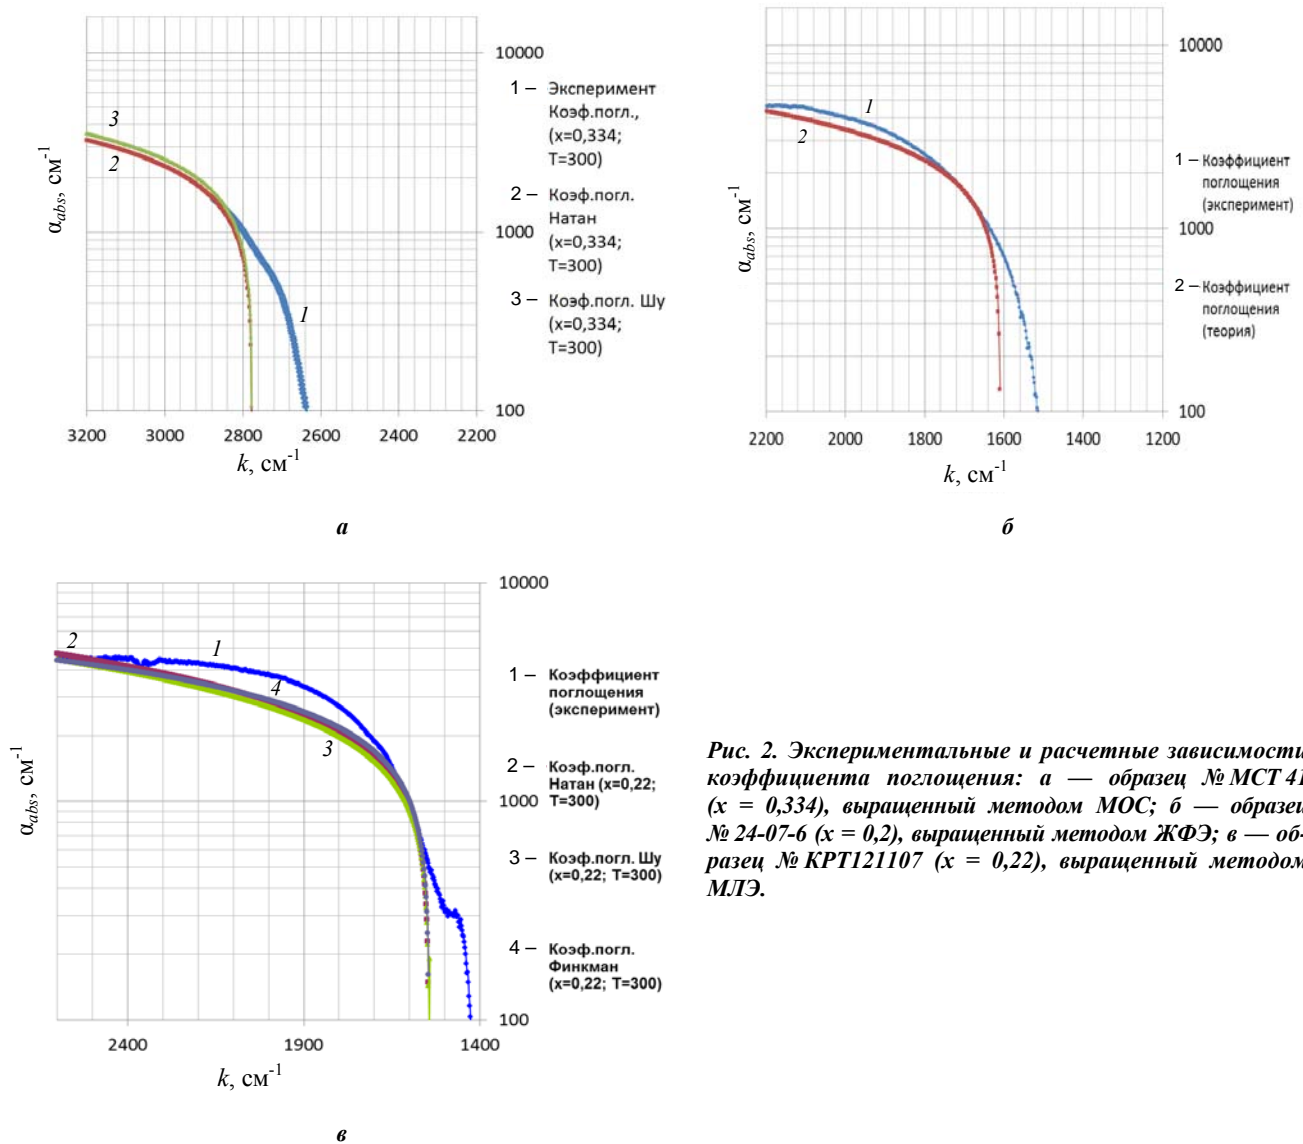 10000
1000
100
α_abs, см⁻¹
3
2
1
3200 3000 2800 2600 2400 2200
k, см⁻¹
1 – Эксперимент
Коэф.погл.,
(x=0,334;
T=300)
2 – Коэф.погл.
Натан
(x=0,334;
T=300)
3 – Коэф.погл. Шу
(x=0,334;
T=300)
а
10000
1000
100
α_abs, см⁻¹
1
2
2200 2000 1800 1600 1400 1200
k, см⁻¹
1 – Коэффициент
поглощения
(эксперимент)
2 – Коэффициент
поглощения
(теория)
б
10000
1000
100
α_abs, см⁻¹
2
1
4
3
2400 1900 1400
k, см⁻¹
1 – Коэффициент
поглощения
(эксперимент)
2 – Коэф.погл.
Натан (x=0,22;
T=300)
3 – Коэф.погл. Шу
(x=0,22; T=300)
4 – Коэф.погл.
Финкман
(x=0,22; T=300)
в
Рис. 2. Экспериментальные и расчетные зависимости
коэффициента поглощения: а — образец № МСТ 41
(x = 0,334), выращенный методом МОС; б — образец
№ 24-07-6 (x = 0,2), выращенный методом ЖФЭ; в — об-
разец № КРТ121107 (x = 0,22), выращенный методом
МЛЭ.